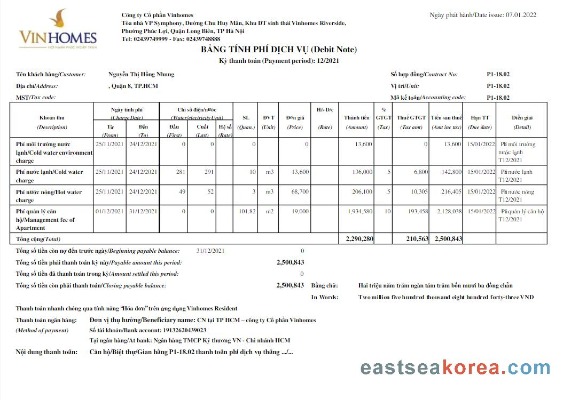 VINHOMES
Công ty Cổ phần Vinhomes
Tòa nhà VP Symphony, Đường Chu Huy Mân, Khu ĐT sinh thái Vinhomes Riverside,
Phường Phúc Lợi, Quận Long Biên, TP Hà Nội
Tel: 02439749999 - Fax: 02439748888
Ngày phát hành/Date issue: 07.01.2022
BẢNG TÍNH PHÍ DỊCH VỤ (Debit Note)
Kỳ thanh toán (Payment period): 12/2021
Tên khách hàng/Customer: Nguyễn Thị Hồng Nhung Số hợp đồng/Contract No: P1-18.02
Địa chỉ/Address: , Quận 8, TP.HCM Vị trí/Unit: P1-18.02
MST/Tax code: Mã kế toán/Accounting code: P1-18.02
Khoản thu Ngày tính phí Chỉ số điện/nước SL ĐVT Đơn giá Hệ số Thành tiền % GTGT Thuế GTGT Tiền sau thuế Hạn TT Diễn giải
(Description) (Charge Date) (Water/electricity Unit) (Quan.) (Unit) (Price) (Rate) (Amount) (Tax) (Tax amt) (Amt inc tax) (Due date) (Detail)
Từ Đến Đầu Cuối Hệ số
(From) (To) (First) (Last) (Rate)
Phí môi trường nước lạnh/Cold water environment charge 25/11/2021 24/12/2021 0 0 13,600 0 13,600 15/01/2022 Phí môi trường nước lạnh T12/2021
Phí nước lạnh/Cold water charge 25/11/2021 24/12/2021 281 291 10 m3 13,600 136,000 5 6,800 142,800 15/01/2022 Phí nước lạnh T12/2021
Phí nước nóng/Hot water charge 25/11/2021 24/12/2021 49 52 3 m3 68,700 206,100 5 10,305 216,405 15/01/2022 Phí nước nóng T12/2021
Phí quản lý căn hộ/Management fee of Apartment 01/12/2021 31/12/2021 0 0 101.82 m2 19,000 1,934,580 10 193,458 2,128,038 15/01/2022 Phí quản lý căn hộ T12/2021
Tổng cộng(Total) 2,290,280 210,563 2,500,843
Tổng số tiền còn nợ đến trước ngày/Beginning payable balance: 31/12/2021 0
Tổng số tiền phải thanh toán kỳ này/Payable amount this period: 2,500,843
Tổng số tiền đã thanh toán trong kỳ/Amount settled this period: 0
Tổng số tiền còn phải thanh toán/Closing payable balance: 2,500,843 Bằng chữ: Hai triệu năm trăm ngàn tám trăm bốn mươi ba đồng chẵn
In Words: Two million five hundred thousand eight hundred forty-three VND
Thanh toán nhanh chóng qua tính năng "Hóa đơn" trên ứng dụng Vinhomes Resident
Thanh toán ngân hàng: Đơn vị thụ hưởng/Beneficiary name: CN tại TP HCM – công ty Cổ phần Vinhomes
(Method of payment) Số tài khoản/Bank account: 19132620439023
Tại ngân hàng/At bank: Ngân hàng TMCP Kỹ thương VN - Chi nhánh HCM
Nội dung thanh toán: Căn hộ/Biệt thự/Gian hàng P1-18.02 thanh toán phí dịch vụ tháng .../...
eastseakorea.com